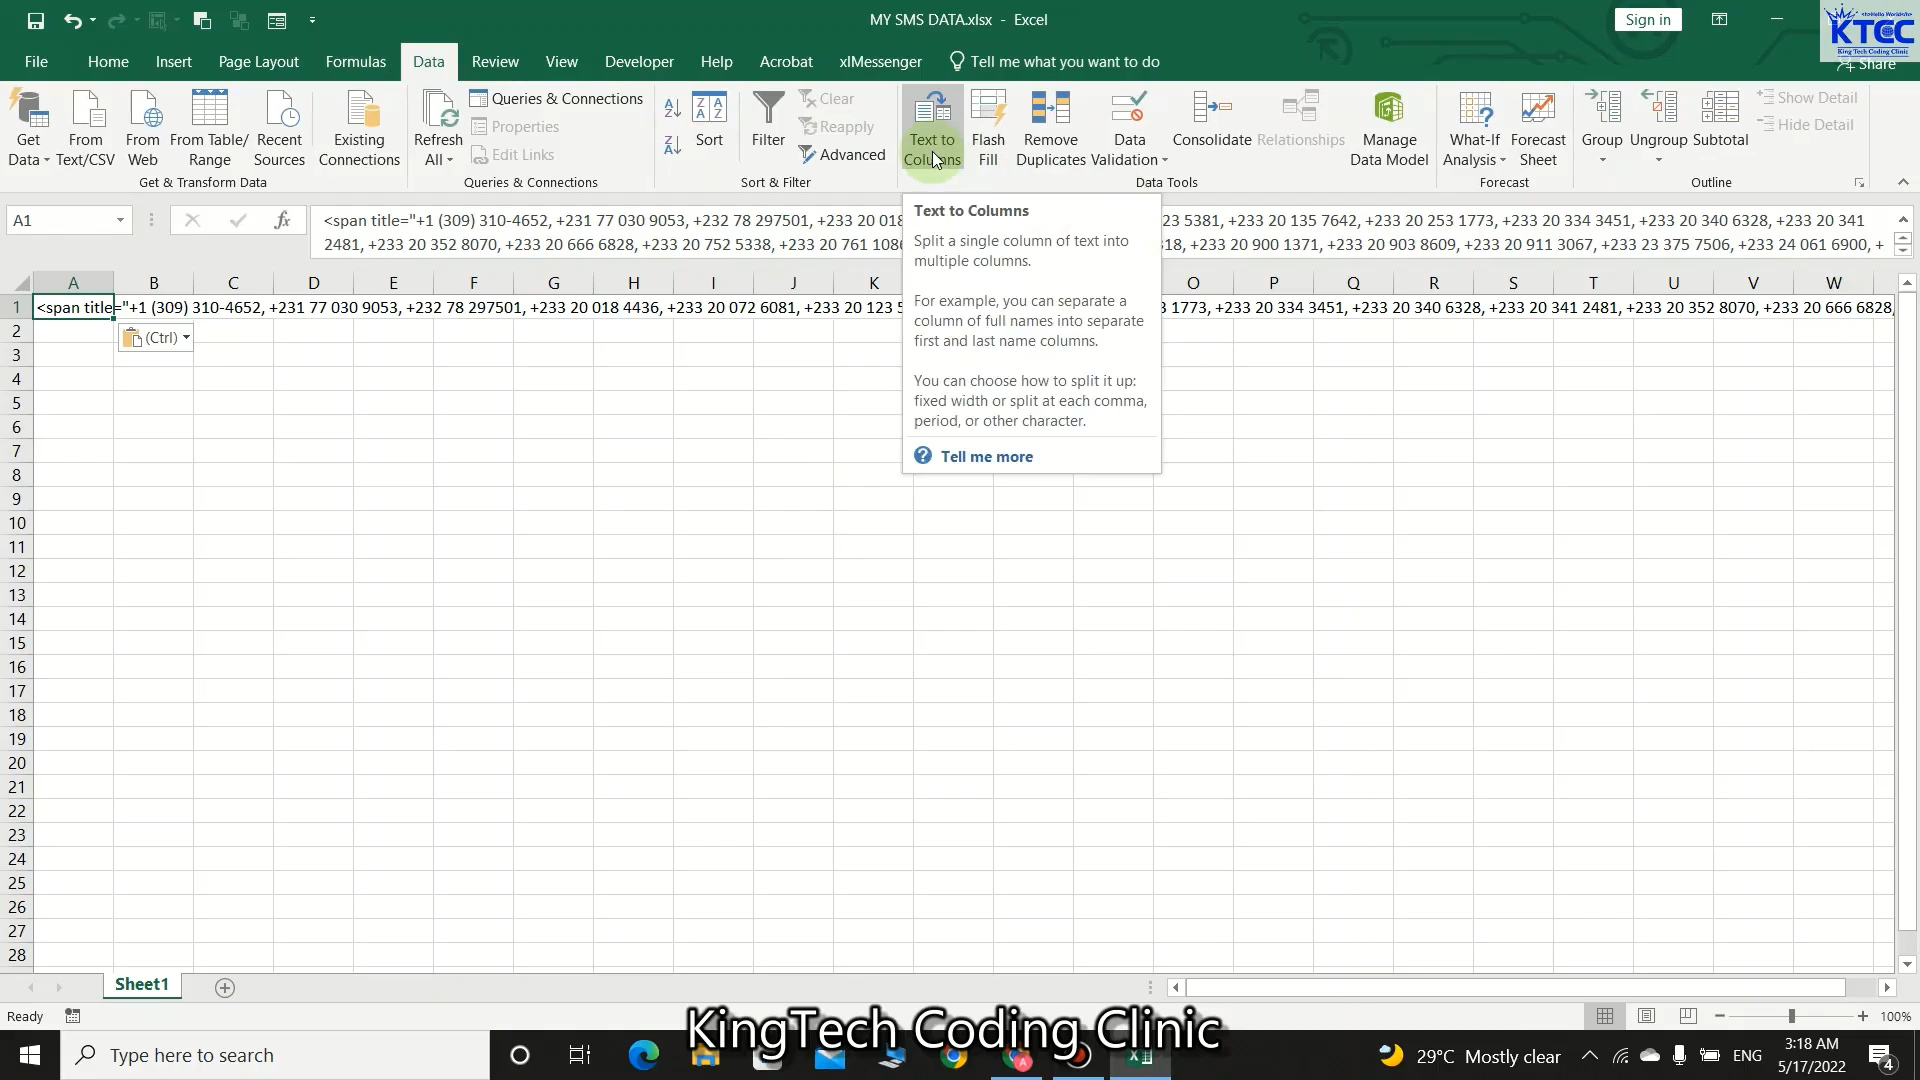 MY SMS DATA.xlsx - Excel
Sign in
<Hello World>
KTCC
King Tech Coding Clinic
File Home Insert Page Layout Formulas Data Review View Developer Help Acrobat xlMessenger Tell me what you want to do Share
Get Data
From Text/CSV
From Web
From Table/ Range
Recent Sources
Existing Connections
Get & Transform Data
Refresh All
Queries & Connections
Properties
Edit Links
Queries & Connections
Sort
Filter
Clear
Reapply
Advanced
Sort & Filter
Text to Columns
Flash Fill
Remove Duplicates
Data Validation
Consolidate
Relationships
Manage Data Model
Data Tools
What-If Analysis
Forecast Sheet
Forecast
Group
Ungroup
Subtotal
Show Detail
Hide Detail
Outline
A1
fx
<span title="+1 (309) 310-4652, +231 77 030 9053, +232 78 297501, +233 20 018 23 5381, +233 20 135 7642, +233 20 253 1773, +233 20 334 3451, +233 20 340 6328, +233 20 341
2481, +233 20 352 8070, +233 20 666 6828, +233 20 752 5338, +233 20 761 1086 318, +233 20 900 1371, +233 20 903 8609, +233 20 911 3067, +233 23 375 7506, +233 24 061 6900, +
Text to Columns
Split a single column of text into
multiple columns.
For example, you can separate a
column of full names into separate
first and last name columns.
You can choose how to split it up:
fixed width or split at each comma,
period, or other character.
Tell me more
A B C D E F G H I J K O P Q R S T U V W
1 <span title="+1 (309) 310-4652, +231 77 030 9053, +232 78 297501, +233 20 018 4436, +233 20 072 6081, +233 20 123 5 1773, +233 20 334 3451, +233 20 340 6328, +233 20 341 2481, +233 20 352 8070, +233 20 666 6828,
2
(Ctrl)
3
4
5
6
7
8
9
10
11
12
13
14
15
16
17
18
19
20
21
22
23
24
25
26
27
28
Sheet1
Ready
100%
KingTech Coding Clinic
Type here to search
29°C Mostly clear
ENG
3:18 AM
5/17/2022
4